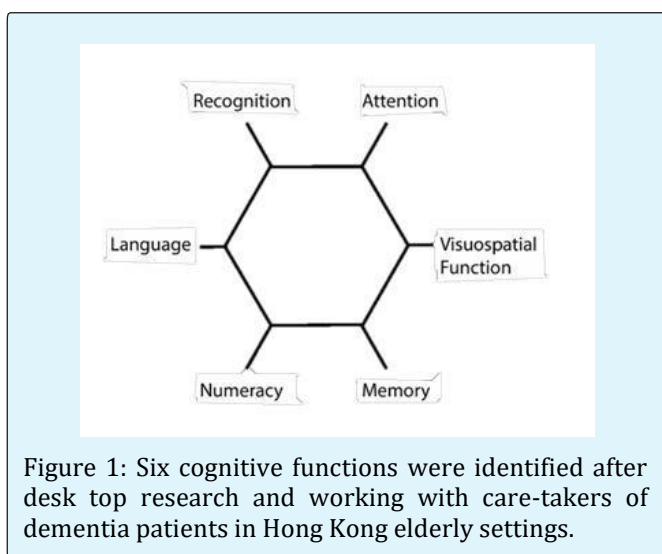 Recognition
Attention
Language
Visuospatial
Function
Numeracy
Memory
Figure 1: Six cognitive functions were identified after
desk top research and working with care-takers of
dementia patients in Hong Kong elderly settings.